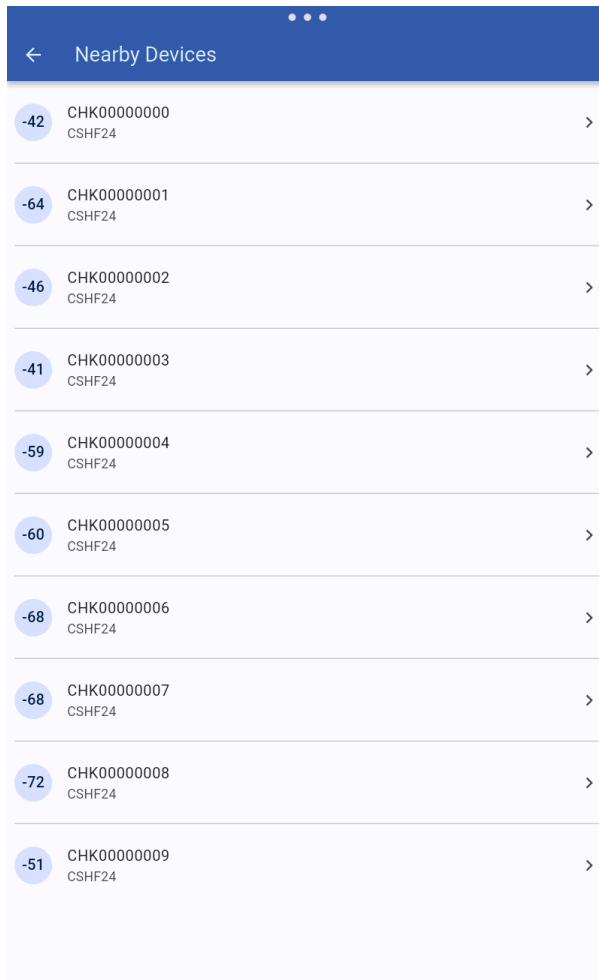 Nearby Devices
-42
CHK00000000
CSHF24
-64
CHK00000001
CSHF24
-46
CHK00000002
CSHF24
-41
CHK00000003
CSHF24
-59
CHK00000004
CSHF24
-60
CHK00000005
CSHF24
-68
CHK00000006
CSHF24
-68
CHK00000007
CSHF24
-72
CHK00000008
CSHF24
-51
CHK00000009
CSHF24